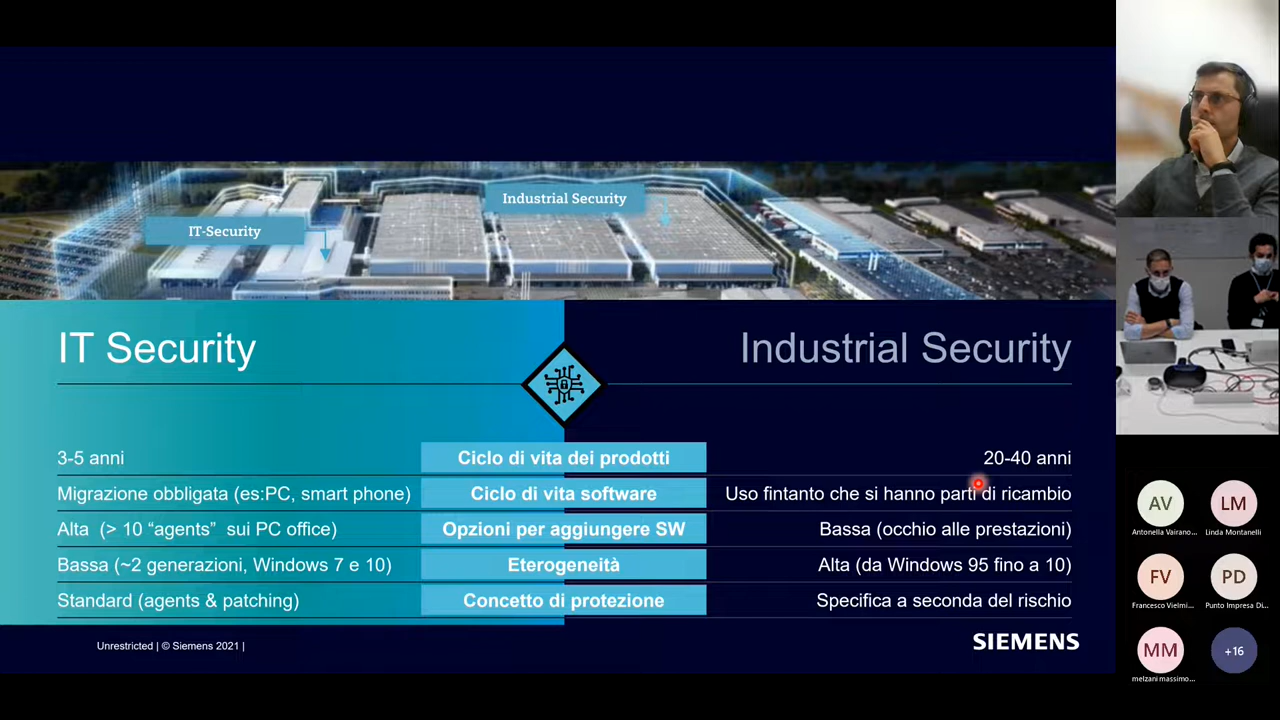 IT-Security
Industrial Security
IT Security
Industrial Security
3-5 anni
Ciclo di vita dei prodotti
20-40 anni
Migrazione obbligata (es:PC, smart phone)
Ciclo di vita software
Uso fintanto che si hanno parti di ricambio
Alta (> 10 “agents” sui PC office)
Opzioni per aggiungere SW
Bassa (occhio alle prestazioni)
Bassa (~2 generazioni, Windows 7 e 10)
Eterogeneità
Alta (da Windows 95 fino a 10)
Standard (agents & patching)
Concetto di protezione
Specifica a seconda del rischio
Unrestricted | © Siemens 2021 |
SIEMENS
AV
LM
Antonella Vairano...
Linda Montanelli
FV
PD
Francesco Vielmi...
Punto Impresa Di...
MM
+16
melzani massimo...